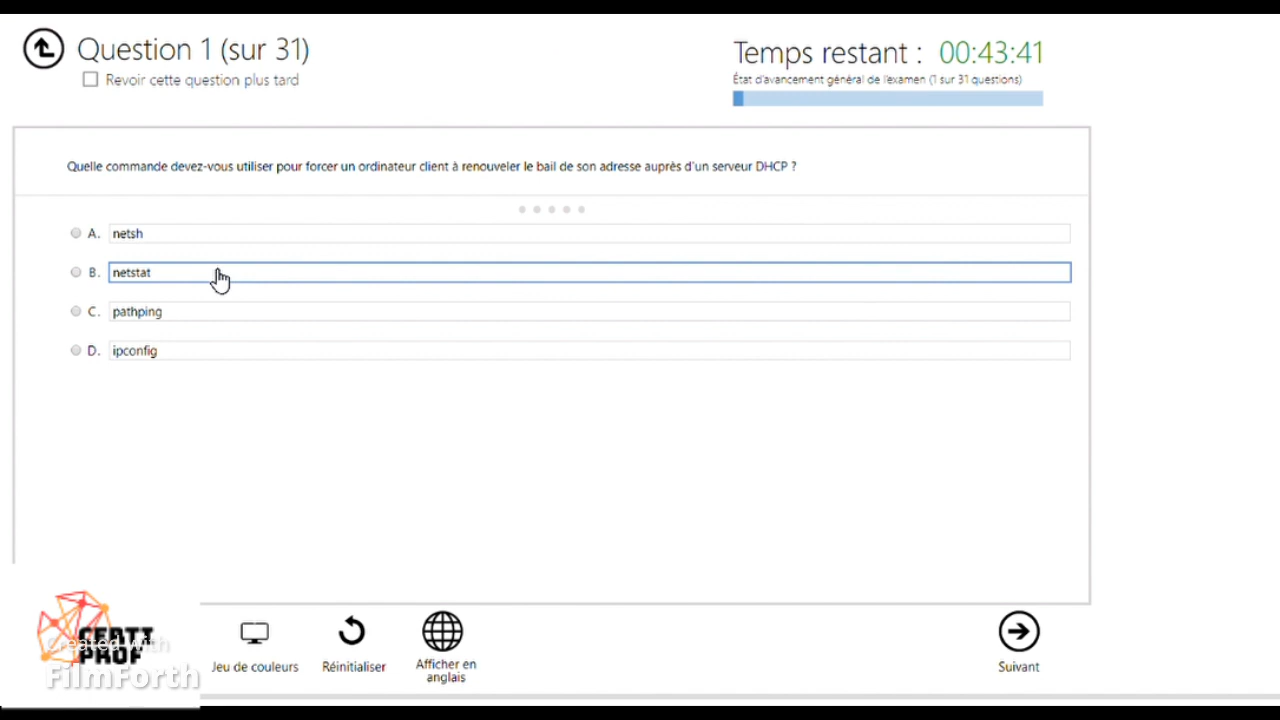 Question 1 (sur 31)
Revoir cette question plus tard
Temps restant : 00:43:41
État d'avancement général de l'examen (1 sur 31 questions)
Quelle commande devez-vous utiliser pour forcer un ordinateur client à renouveler le bail de son adresse auprès d'un serveur DHCP ?
A. netsh
B. netstat
C. pathping
D. ipconfig
CERTI
PROF
Created with
FilmForth
Jeu de couleurs
Réinitialiser
Afficher en
anglais
Suivant